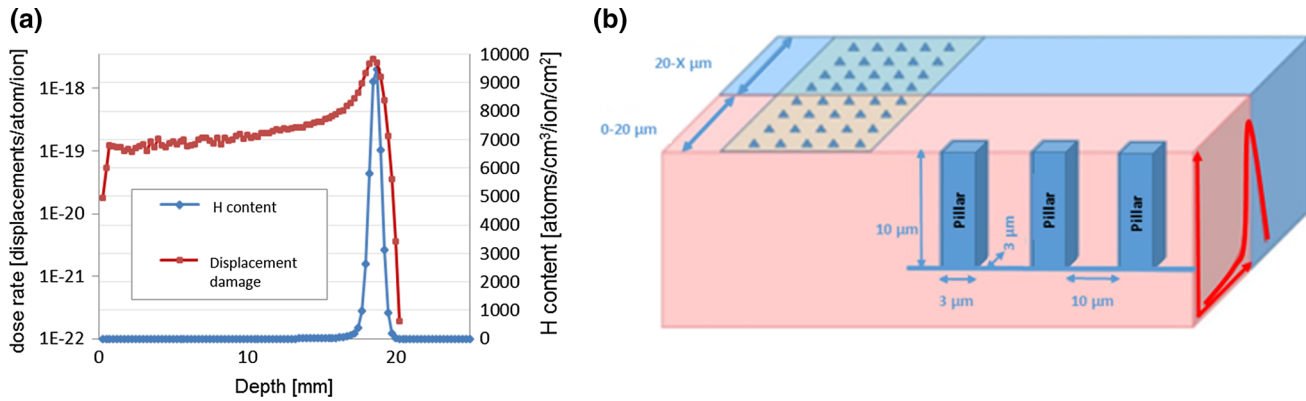 (a)
dose rate [displacements/atom/ion]
1E-18
1E-19
1E-20
1E-21
1E-22
H content
Displacement
damage
10000
9000
8000
7000
6000
5000
4000
3000
2000
1000
0
H content [atoms/cm³/ion/cm²]
0
10
20
Depth [mm]
(b)
20-X µm
0-20 µm
Pillar
Pillar
Pillar
10 µm
3 µm
3 µm
10 µm